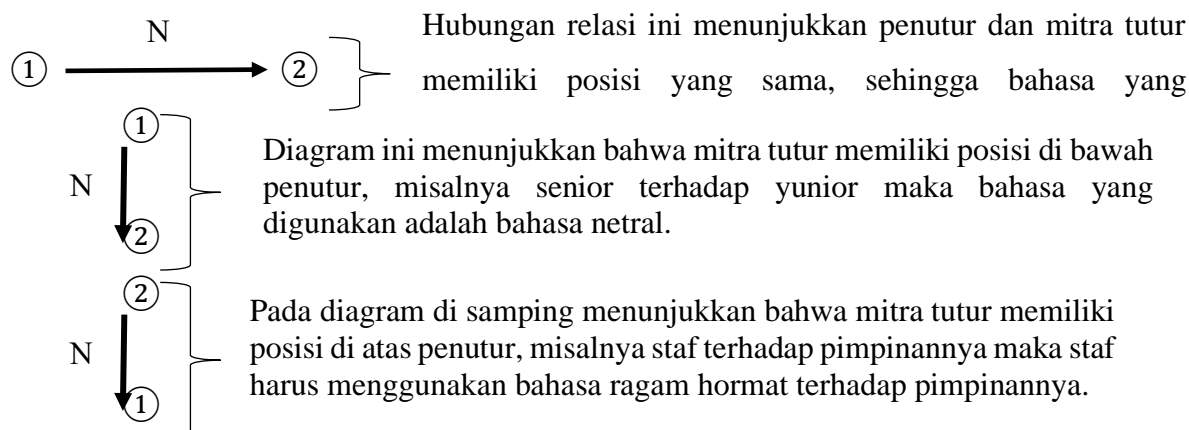 N
① ②
Hubungan relasi ini menunjukkan penutur dan mitra tutur
memiliki posisi yang sama, sehingga bahasa yang
①
N
②
Diagram ini menunjukkan bahwa mitra tutur memiliki posisi di bawah
penutur, misalnya senior terhadap yunior maka bahasa yang
digunakan adalah bahasa netral.
②
N
①
Pada diagram di samping menunjukkan bahwa mitra tutur memiliki
posisi di atas penutur, misalnya staf terhadap pimpinannya maka staf
harus menggunakan bahasa ragam hormat terhadap pimpinannya.